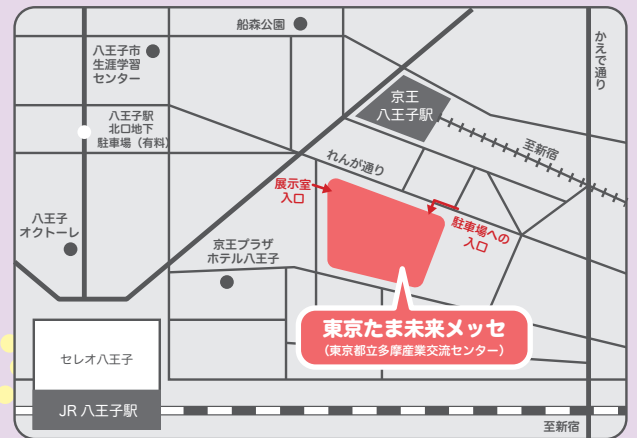 船森公園
かえで通り
八王子市
生涯学習
センター
京王
八王子駅
八王子駅
北口地下
駐車場（有料）
至新宿
れんが通り
展示室
入口
駐車場への
入口
八王子
オクトーレ
京王プラザ
ホテル八王子
東京たま未来メッセ
（東京都立多摩産業交流センター）
セレオ八王子
JR 八王子駅
至新宿